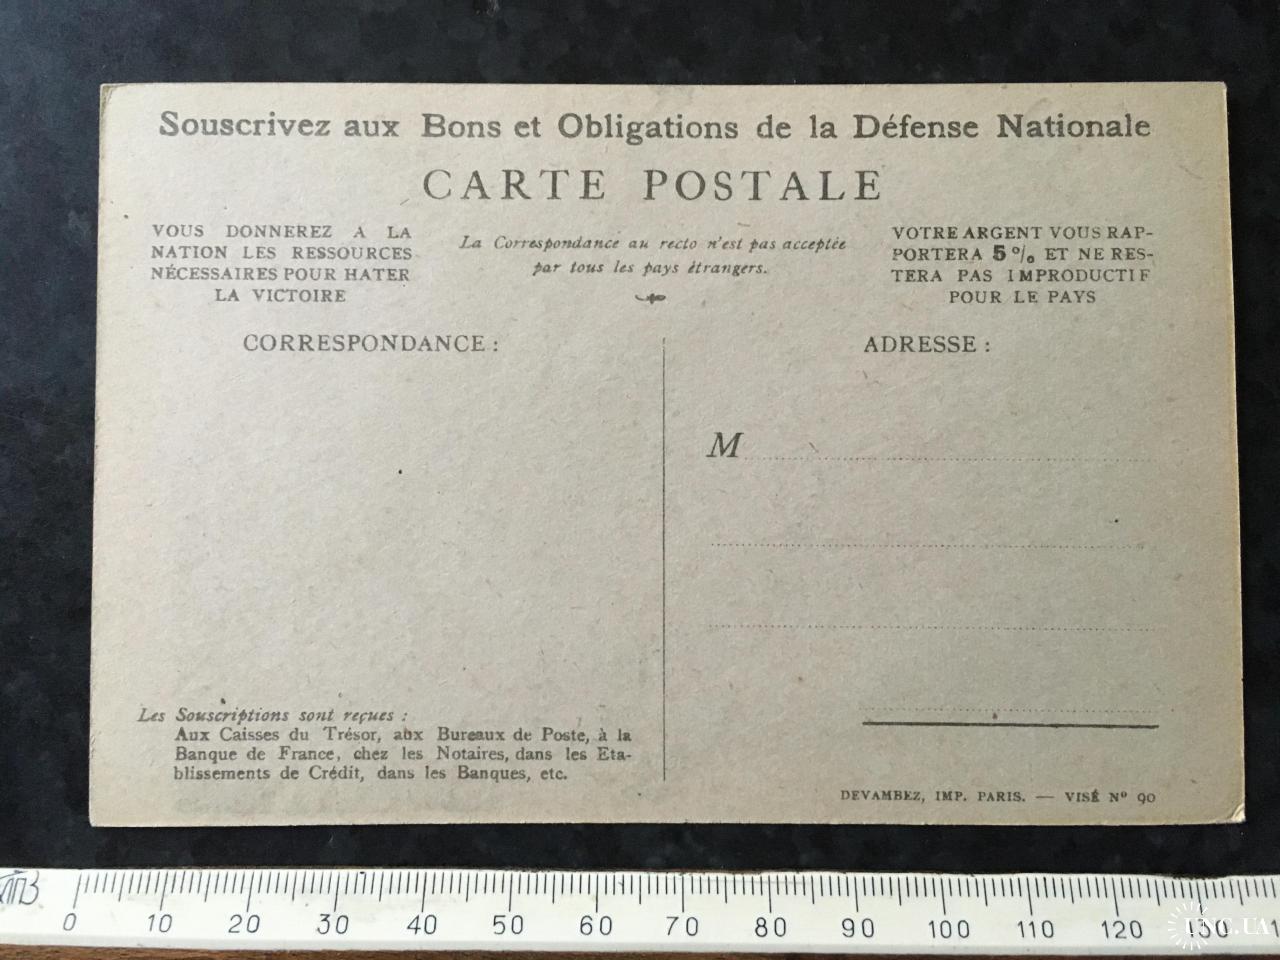 Souscrivez aux Bons et Obligations de la Défense Nationale
CARTE POSTALE
VOUS DONNEREZ A LA
NATION LES RESSOURCES
NÉCESSAIRES POUR HATER
LA VICTOIRE
La Correspondance au recto n'est pas acceptée
par tous les pays étrangers.
VOTRE ARGENT VOUS RAP-
PORTERA 5 % ET NE RES-
TERA PAS IMPRODUCTIF
POUR LE PAYS
CORRESPONDANCE :
ADRESSE :
M
Les Souscriptions sont reçues :
Aux Caisses du Trésor, aux Bureaux de Poste, à la
Banque de France, chez les Notaires, dans les Eta-
blissements de Crédit, dans les Banques, etc.
DEVAMBEZ, IMP. PARIS. — VISÉ Nº 90
0 10 20 30 40 50 60 70 80 90 100 110 120 130
UNC.UA